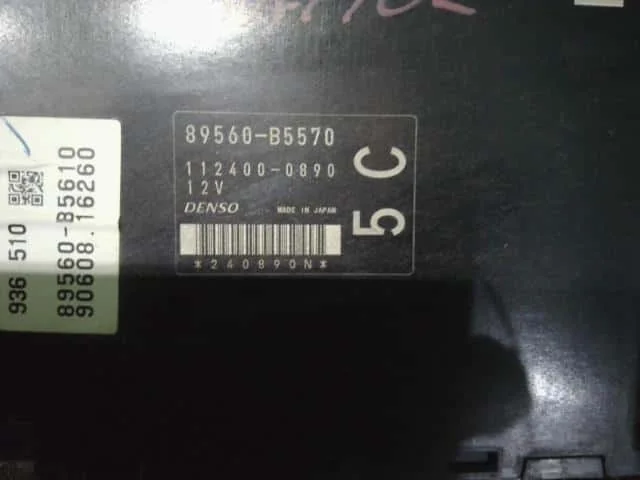 89560-B5570
112400-0890
12V
DENSO MADE IN JAPAN
*240890N*
5C
936 510
89560-B5610
90608.16260